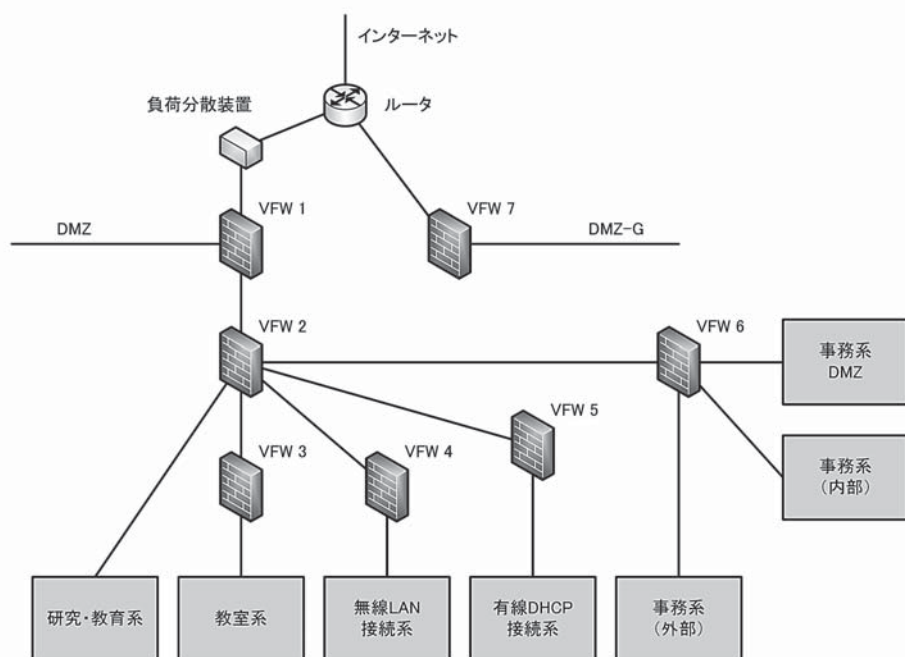 インターネット
負荷分散装置
ルータ
VFW 1
VFW 7
DMZ
DMZ-G
VFW 2
VFW 6
事務系
DMZ
VFW 5
VFW 3
VFW 4
事務系
(内部)
研究・教育系
教室系
無線LAN
接続系
有線DHCP
接続系
事務系
(外部)